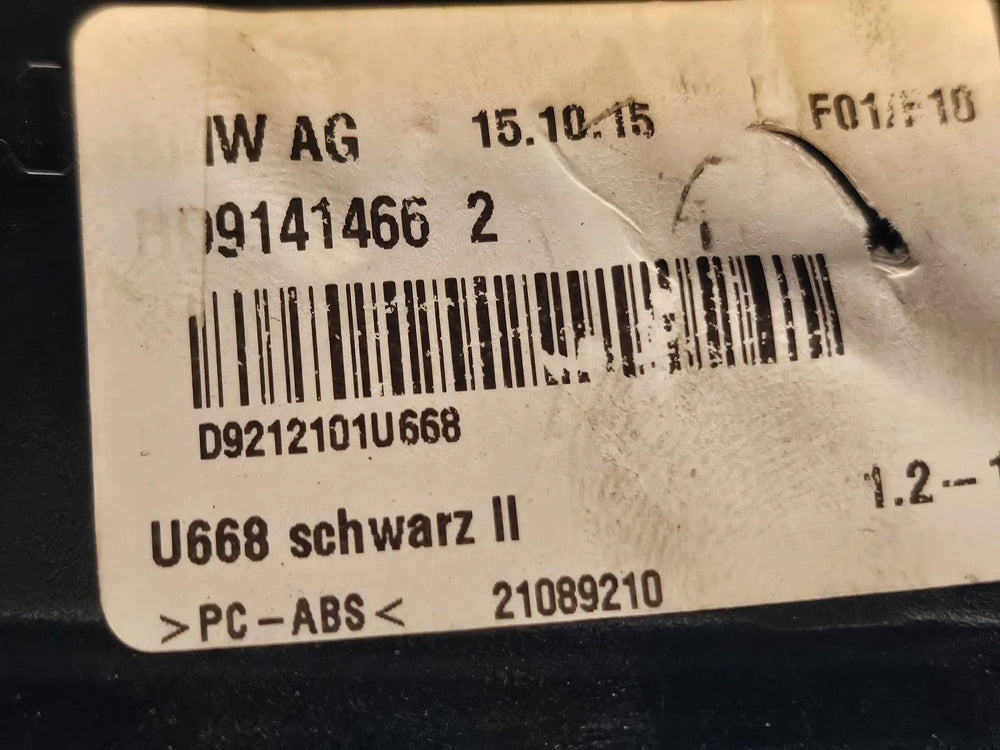 W AG 15.10.15 F01/F10
9141466 2
D9212101U668
1.2-
U668 schwarz II
>PC-ABS< 21089210